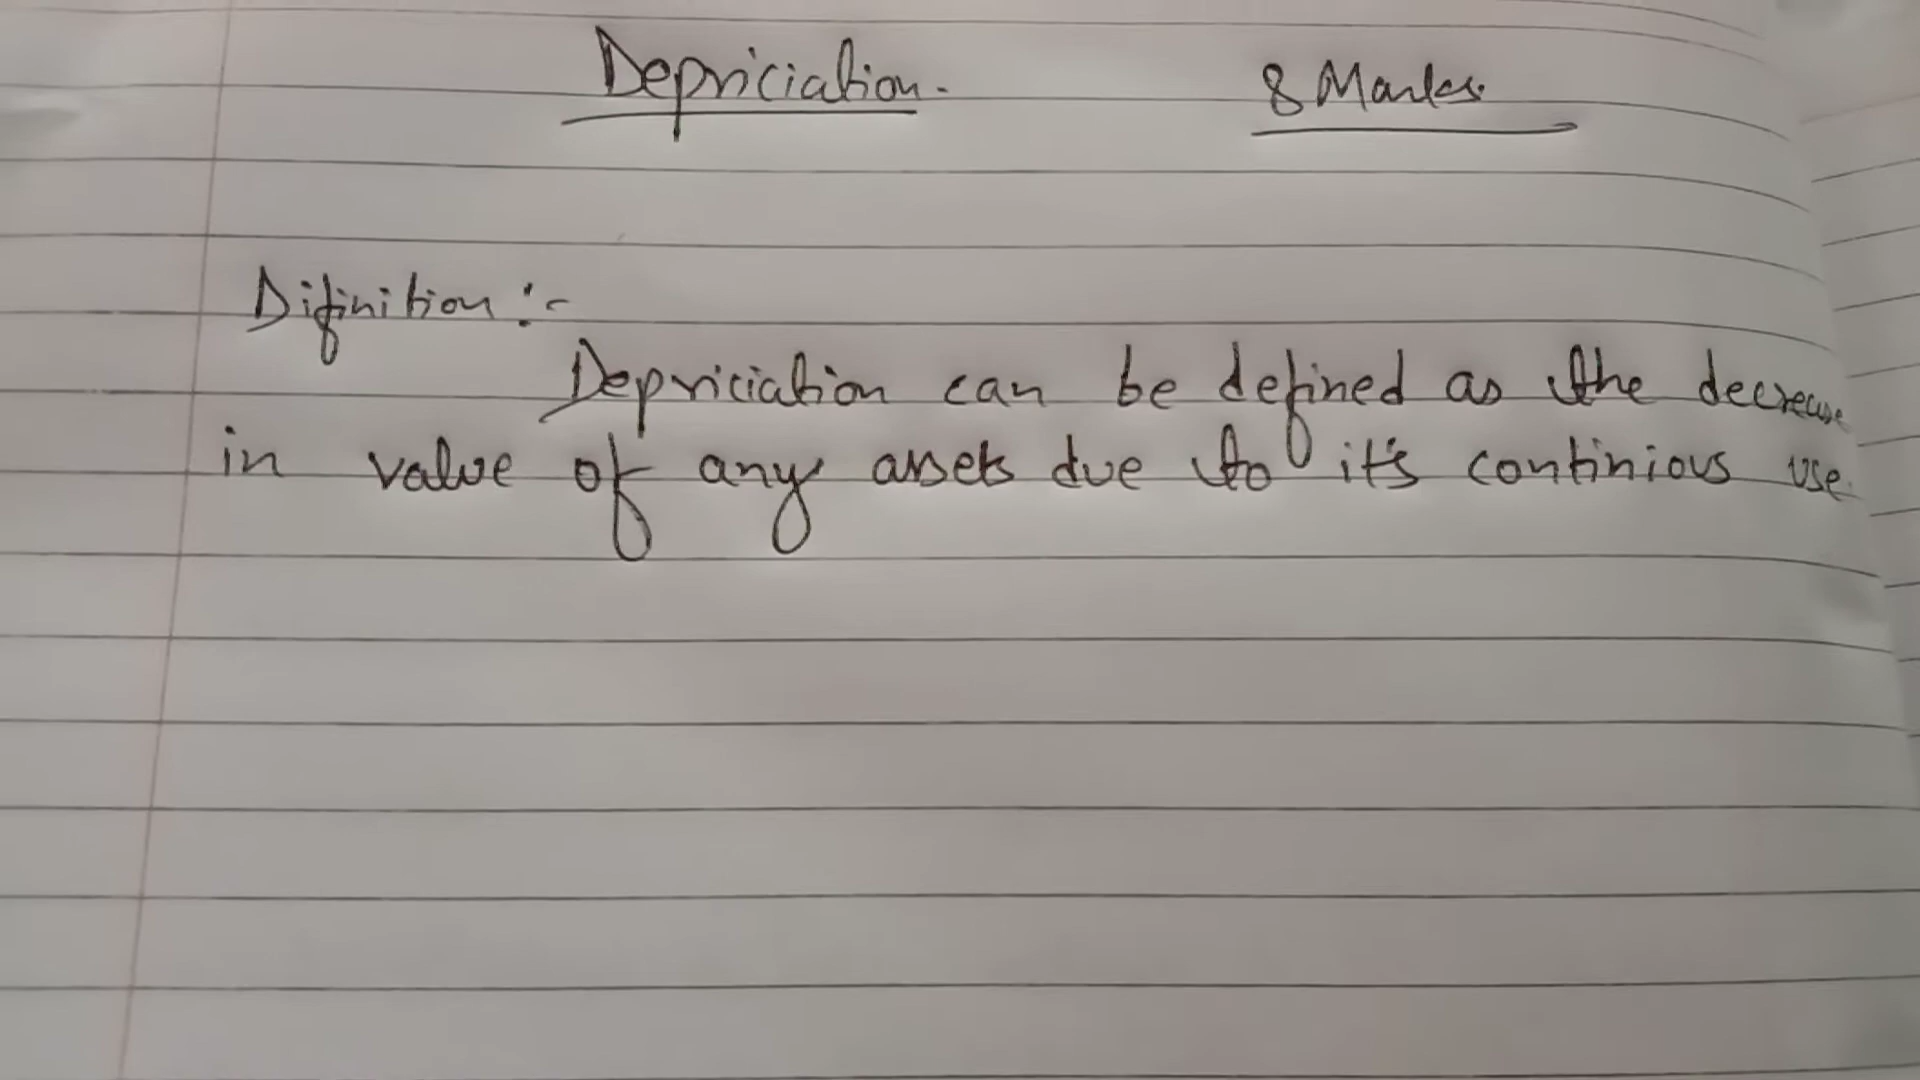 Depriciation. 8 Marks.
Difinition :-
Depriciation can be defined as the decrease
in value of any assets due to it's continious use.